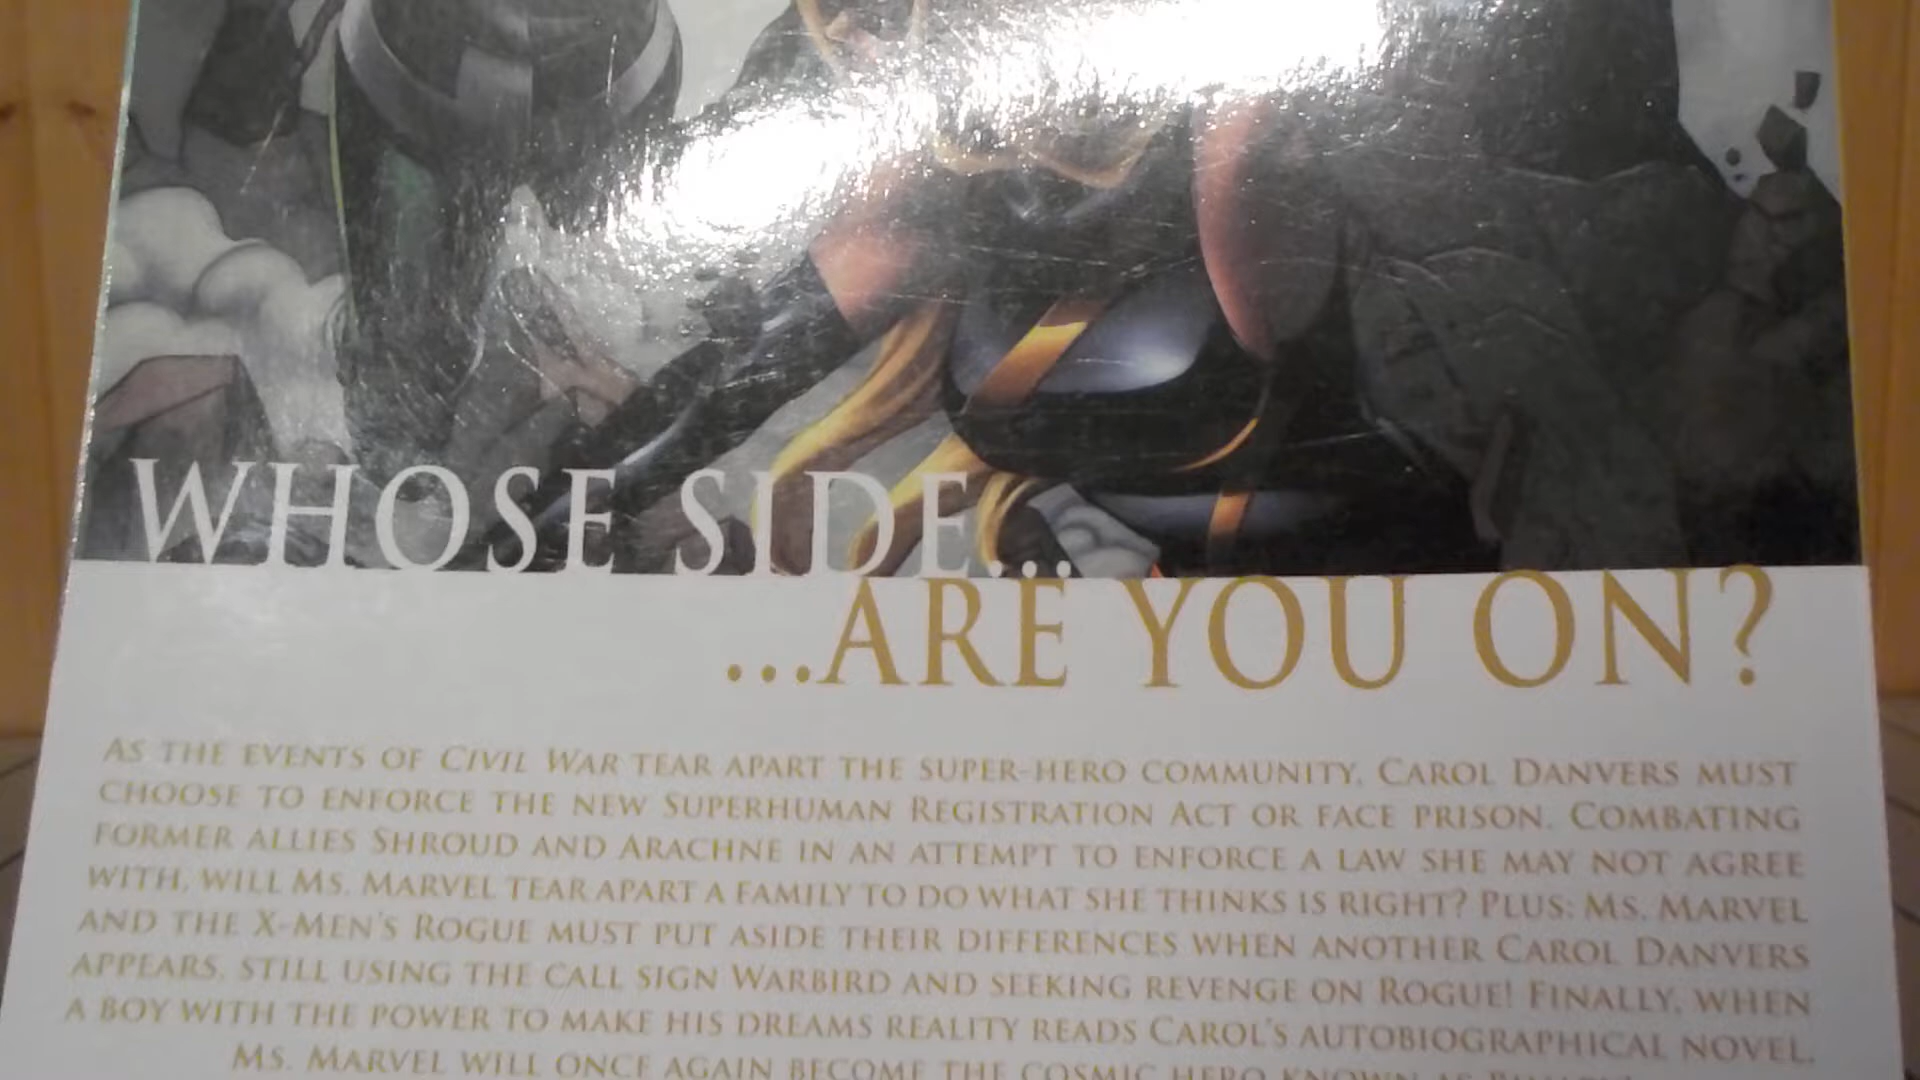 WHOSE SIDE...
...ARE YOU ON?
AS THE EVENTS OF CIVIL WAR TEAR APART THE SUPER-HERO COMMUNITY, CAROL DANVERS MUST
CHOOSE TO ENFORCE THE NEW SUPERHUMAN REGISTRATION ACT OR FACE PRISON. COMBATING
FORMER ALLIES SHROUD AND ARACHNE IN AN ATTEMPT TO ENFORCE A LAW SHE MAY NOT AGREE
WITH, WILL MS. MARVEL TEAR APART A FAMILY TO DO WHAT SHE THINKS IS RIGHT? PLUS: MS. MARVEL
AND THE X-MEN'S ROGUE MUST PUT ASIDE THEIR DIFFERENCES WHEN ANOTHER CAROL DANVERS
APPEARS, STILL USING THE CALL SIGN WARBIRD AND SEEKING REVENGE ON ROGUE! FINALLY, WHEN
A BOY WITH THE POWER TO MAKE HIS DREAMS REALITY READS CAROL'S AUTOBIOGRAPHICAL NOVEL,
MS. MARVEL WILL ONCE AGAIN BECOME THE COSMIC HERO KNOWN AS